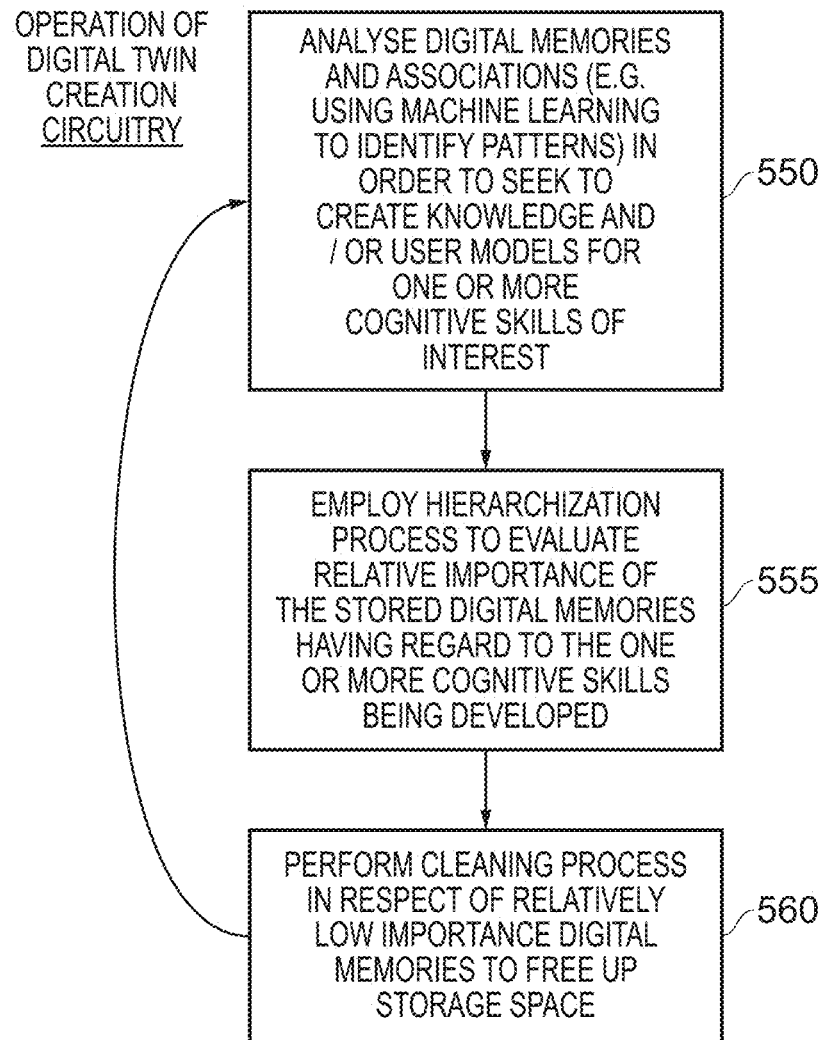 OPERATION OF
DIGITAL TWIN
CREATION
CIRCUITRY
ANALYSE DIGITAL MEMORIES
AND ASSOCIATIONS (E.G.
USING MACHINE LEARNING
TO IDENTIFY PATTERNS) IN
ORDER TO SEEK TO
CREATE KNOWLEDGE AND
/ OR USER MODELS FOR
ONE OR MORE
COGNITIVE SKILLS OF
INTEREST
550
EMPLOY HIERARCHIZATION
PROCESS TO EVALUATE
RELATIVE IMPORTANCE OF
THE STORED DIGITAL MEMORIES
HAVING REGARD TO THE ONE
OR MORE COGNITIVE SKILLS
BEING DEVELOPED
555
PERFORM CLEANING PROCESS
IN RESPECT OF RELATIVELY
LOW IMPORTANCE DIGITAL
MEMORIES TO FREE UP
STORAGE SPACE
560